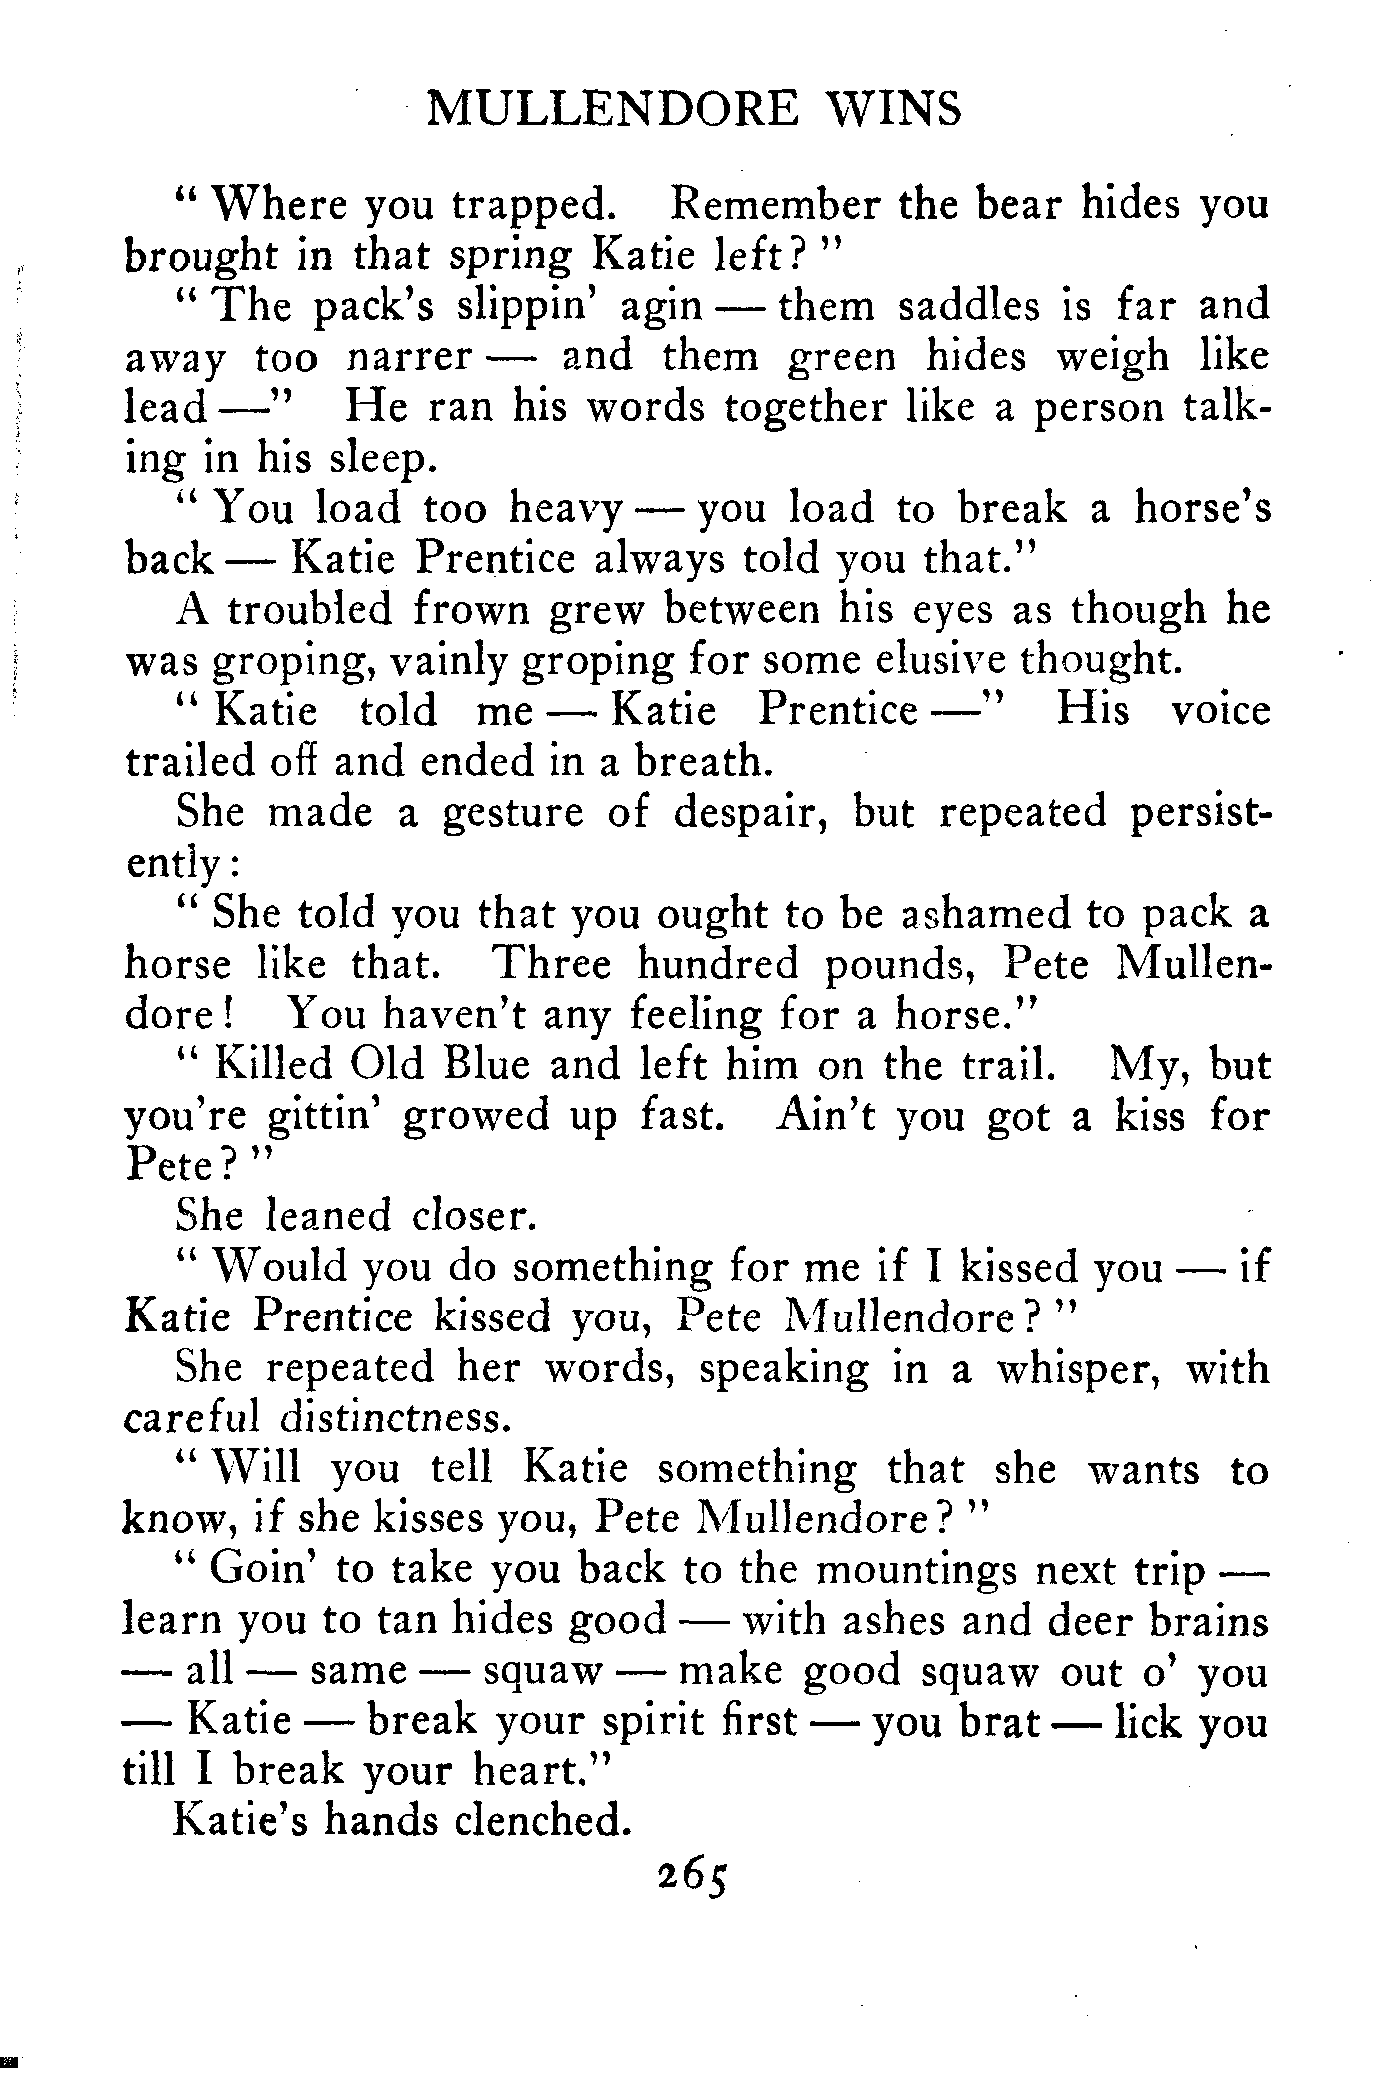 MULLENDORE WINS
" Where you trapped. Remember the bear hides you
brought in that spring Katie left? "
" The pack's slippin' agin — them saddles is far and
away too narrer — and them green hides weigh like
lead —" He ran his words together like a person talk-
ing in his sleep.
" You load too heavy — you load to break a horse's
back — Katie Prentice always told you that."
A troubled frown grew between his eyes as though he
was groping, vainly groping for some elusive thought.
" Katie told me — Katie Prentice —" His voice
trailed off and ended in a breath.
She made a gesture of despair, but repeated persist-
ently :
" She told you that you ought to be ashamed to pack a
horse like that. Three hundred pounds, Pete Mullen-
dore ! You haven't any feeling for a horse."
" Killed Old Blue and left him on the trail. My, but
you're gittin' growed up fast. Ain't you got a kiss for
Pete ? "
She leaned closer.
" Would you do something for me if I kissed you — if
Katie Prentice kissed you, Pete Mullendore ? "
She repeated her words, speaking in a whisper, with
careful distinctness.
" Will you tell Katie something that she wants to
know, if she kisses you, Pete Mullendore ? "
" Goin' to take you back to the mountings next trip —
learn you to tan hides good — with ashes and deer brains
— all — same — squaw — make good squaw out o' you
— Katie — break your spirit first — you brat — lick you
till I break your heart."
Katie's hands clenched.
265